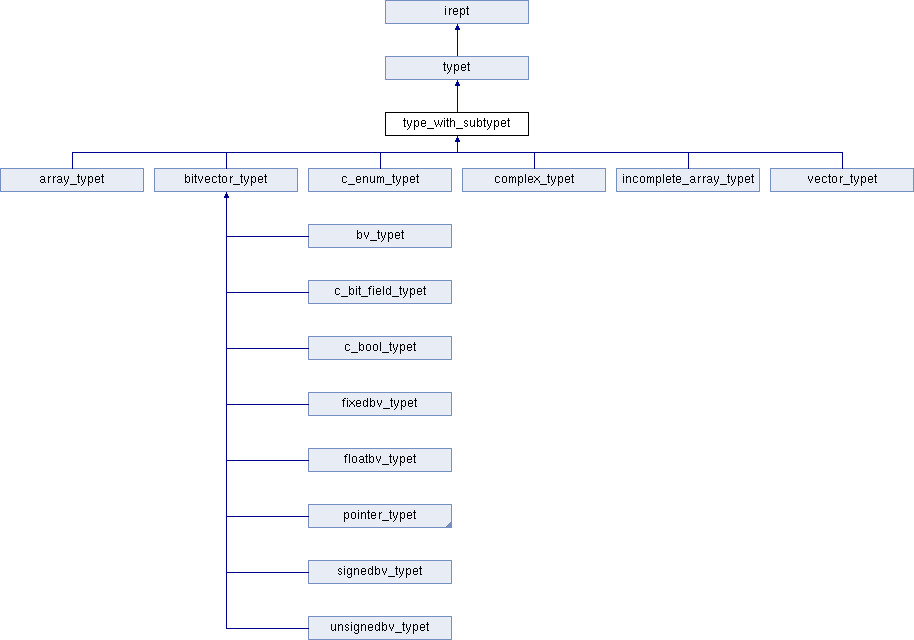 irept
typet
type_with_subtypet
array_typet
bitvector_typet
c_enum_typet
complex_typet
incomplete_array_typet
vector_typet
bv_typet
c_bit_field_typet
c_bool_typet
fixedbv_typet
floatbv_typet
pointer_typet
signedbv_typet
unsignedbv_typet